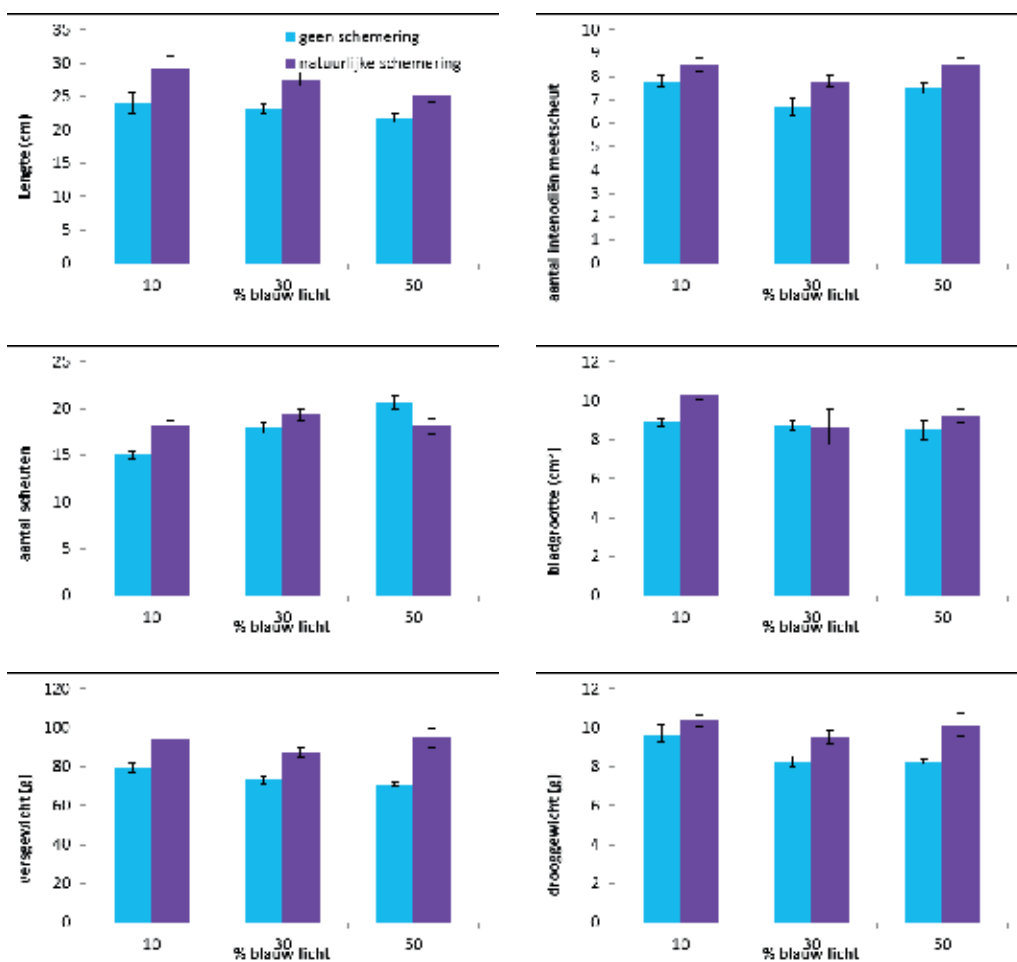 35
30
25
20
15
10
5
0
Lengte (cm)
geen schemering
natuurlijke schemering
10 30 50
% blauw licht
10
9
8
7
6
5
4
3
2
1
0
aantal intenodiën meetscheut
10 30 50
% blauw licht
25
20
15
10
5
0
aantal scheuten
10 30 50
% blauw licht
12
10
8
6
4
2
0
bladgrootte (cm²)
10 30 50
% blauw licht
120
100
80
60
40
20
0
versgewicht [g]
10 30 50
% blauw licht
12
10
8
6
4
2
0
drooggewicht [g]
10 30 50
% blauw licht